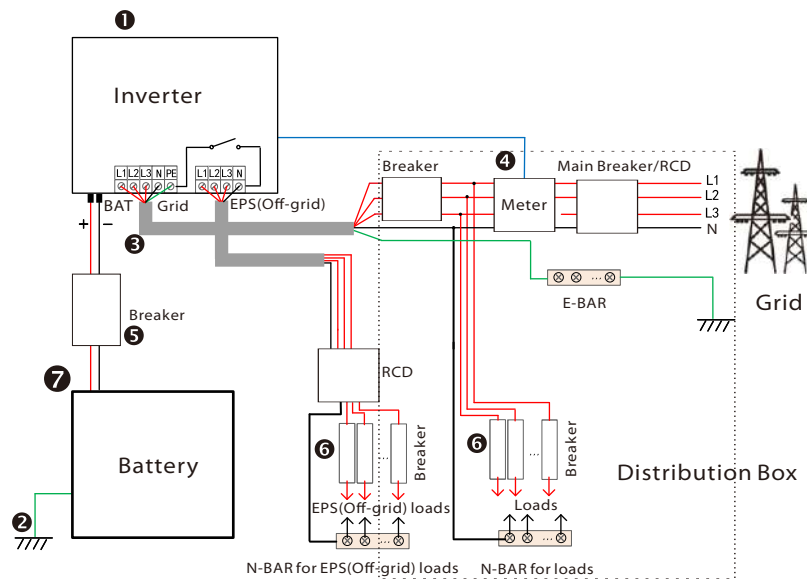 ❶
Inverter
L1 L2 L3 N PE
L1 L2 L3 N
BAT
Grid
EPS(Off-grid)
+
−
❸
Breaker
❹
Main Breaker/RCD
Meter
L1
L2
L3
N
E-BAR
Grid
Breaker
❺
RCD
❼
Battery
❷
❻
...
Breaker
EPS(Off-grid) loads
...
N-BAR for EPS(Off-grid) loads
❻
...
Breaker
Loads
...
N-BAR for loads
Distribution Box